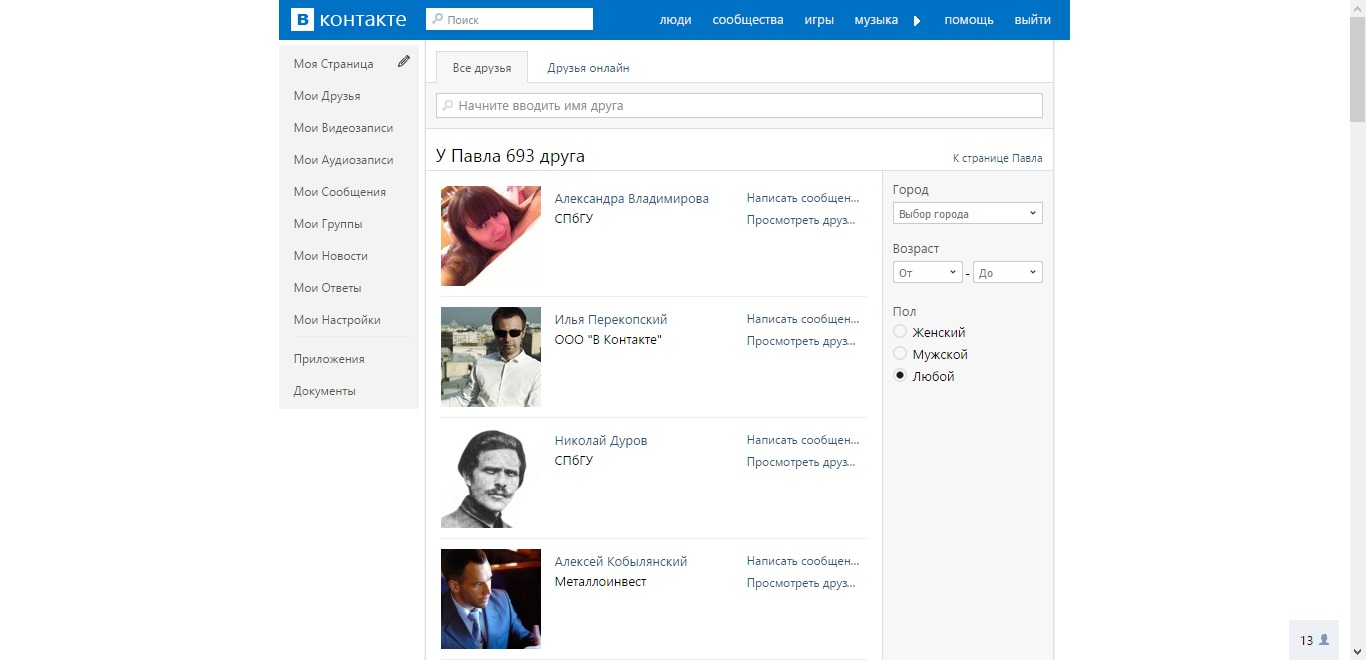 В контакте
Поиск
люди сообщества игры музыка помощь выйти
Моя Страница
Мои Друзья
Мои Видеозаписи
Мои Аудиозаписи
Мои Сообщения
Мои Группы
Мои Новости
Мои Ответы
Мои Настройки
Приложения
Документы
Все друзья Друзья онлайн
Начните вводить имя друга
У Павла 693 друга К странице Павла
Александра Владимирова Написать сообщен...
СПбГУ Просмотреть друз...
Илья Перекопский Написать сообщен...
ООО "В Контакте" Просмотреть друз...
Николай Дуров Написать сообщен...
СПбГУ Просмотреть друз...
Алексей Кобылянский Написать сообщен...
Металлоинвест Просмотреть друз...
Город
Выбор города
Возраст
От - До
Пол
Женский
Мужской
Любой
13